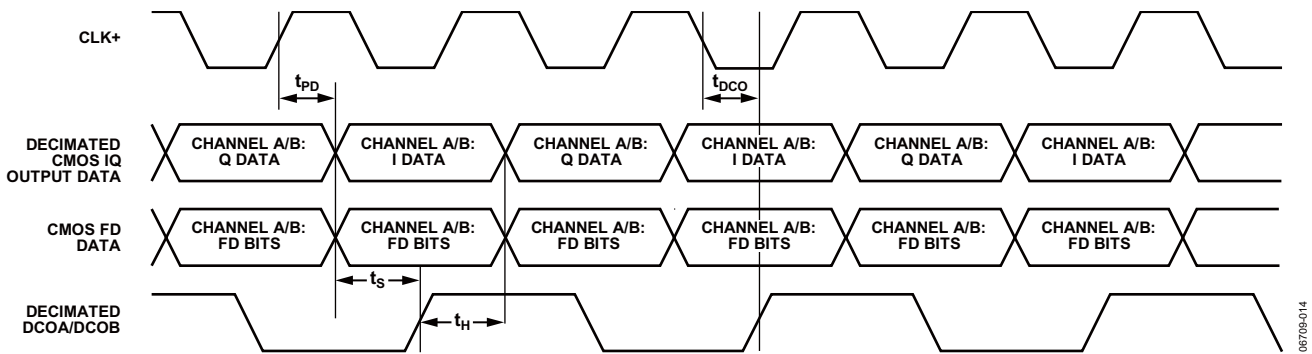 CLK+
tPD
tDCO
DECIMATED
CMOS IQ
OUTPUT DATA
CHANNEL A/B:
Q DATA
CHANNEL A/B:
I DATA
CHANNEL A/B:
Q DATA
CHANNEL A/B:
I DATA
CHANNEL A/B:
Q DATA
CHANNEL A/B:
I DATA
CMOS FD
DATA
CHANNEL A/B:
FD BITS
CHANNEL A/B:
FD BITS
CHANNEL A/B:
FD BITS
CHANNEL A/B:
FD BITS
CHANNEL A/B:
FD BITS
CHANNEL A/B:
FD BITS
tS
DECIMATED
DCOA/DCOB
tH
06709-014